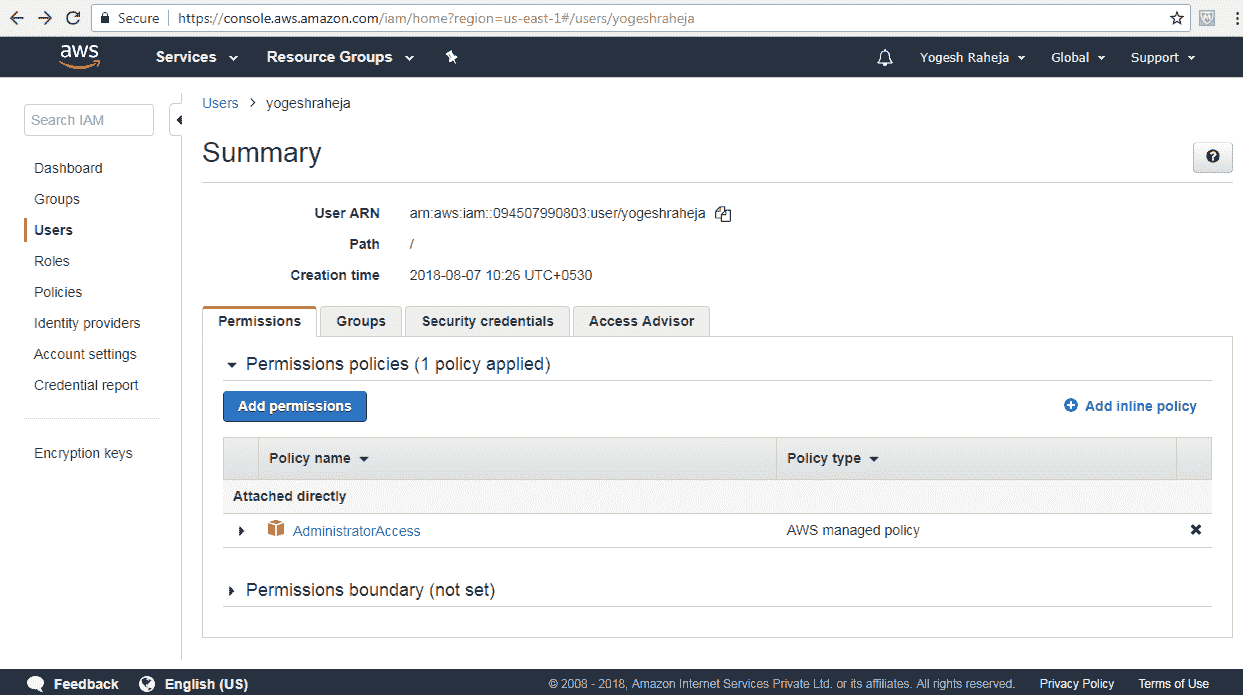 Secure https://console.aws.amazon.com/iam/home?region=us-east-1#/users/yogeshraheja
aws Services Resource Groups Yogesh Raheja Global Support
Search IAM
Dashboard
Groups
Users
Roles
Policies
Identity providers
Account settings
Credential report
Encryption keys
Users > yogeshraheja
Summary
?
User ARN arn:aws:iam::094507990803:user/yogeshraheja
Path /
Creation time 2018-08-07 10:26 UTC+0530
Permissions Groups Security credentials Access Advisor
Permissions policies (1 policy applied)
Add permissions Add inline policy
Policy name Policy type
Attached directly
AdministratorAccess AWS managed policy
Permissions boundary (not set)
Feedback English (US) © 2008 - 2018, Amazon Internet Services Private Ltd. or its affiliates. All rights reserved. Privacy Policy Terms of Use